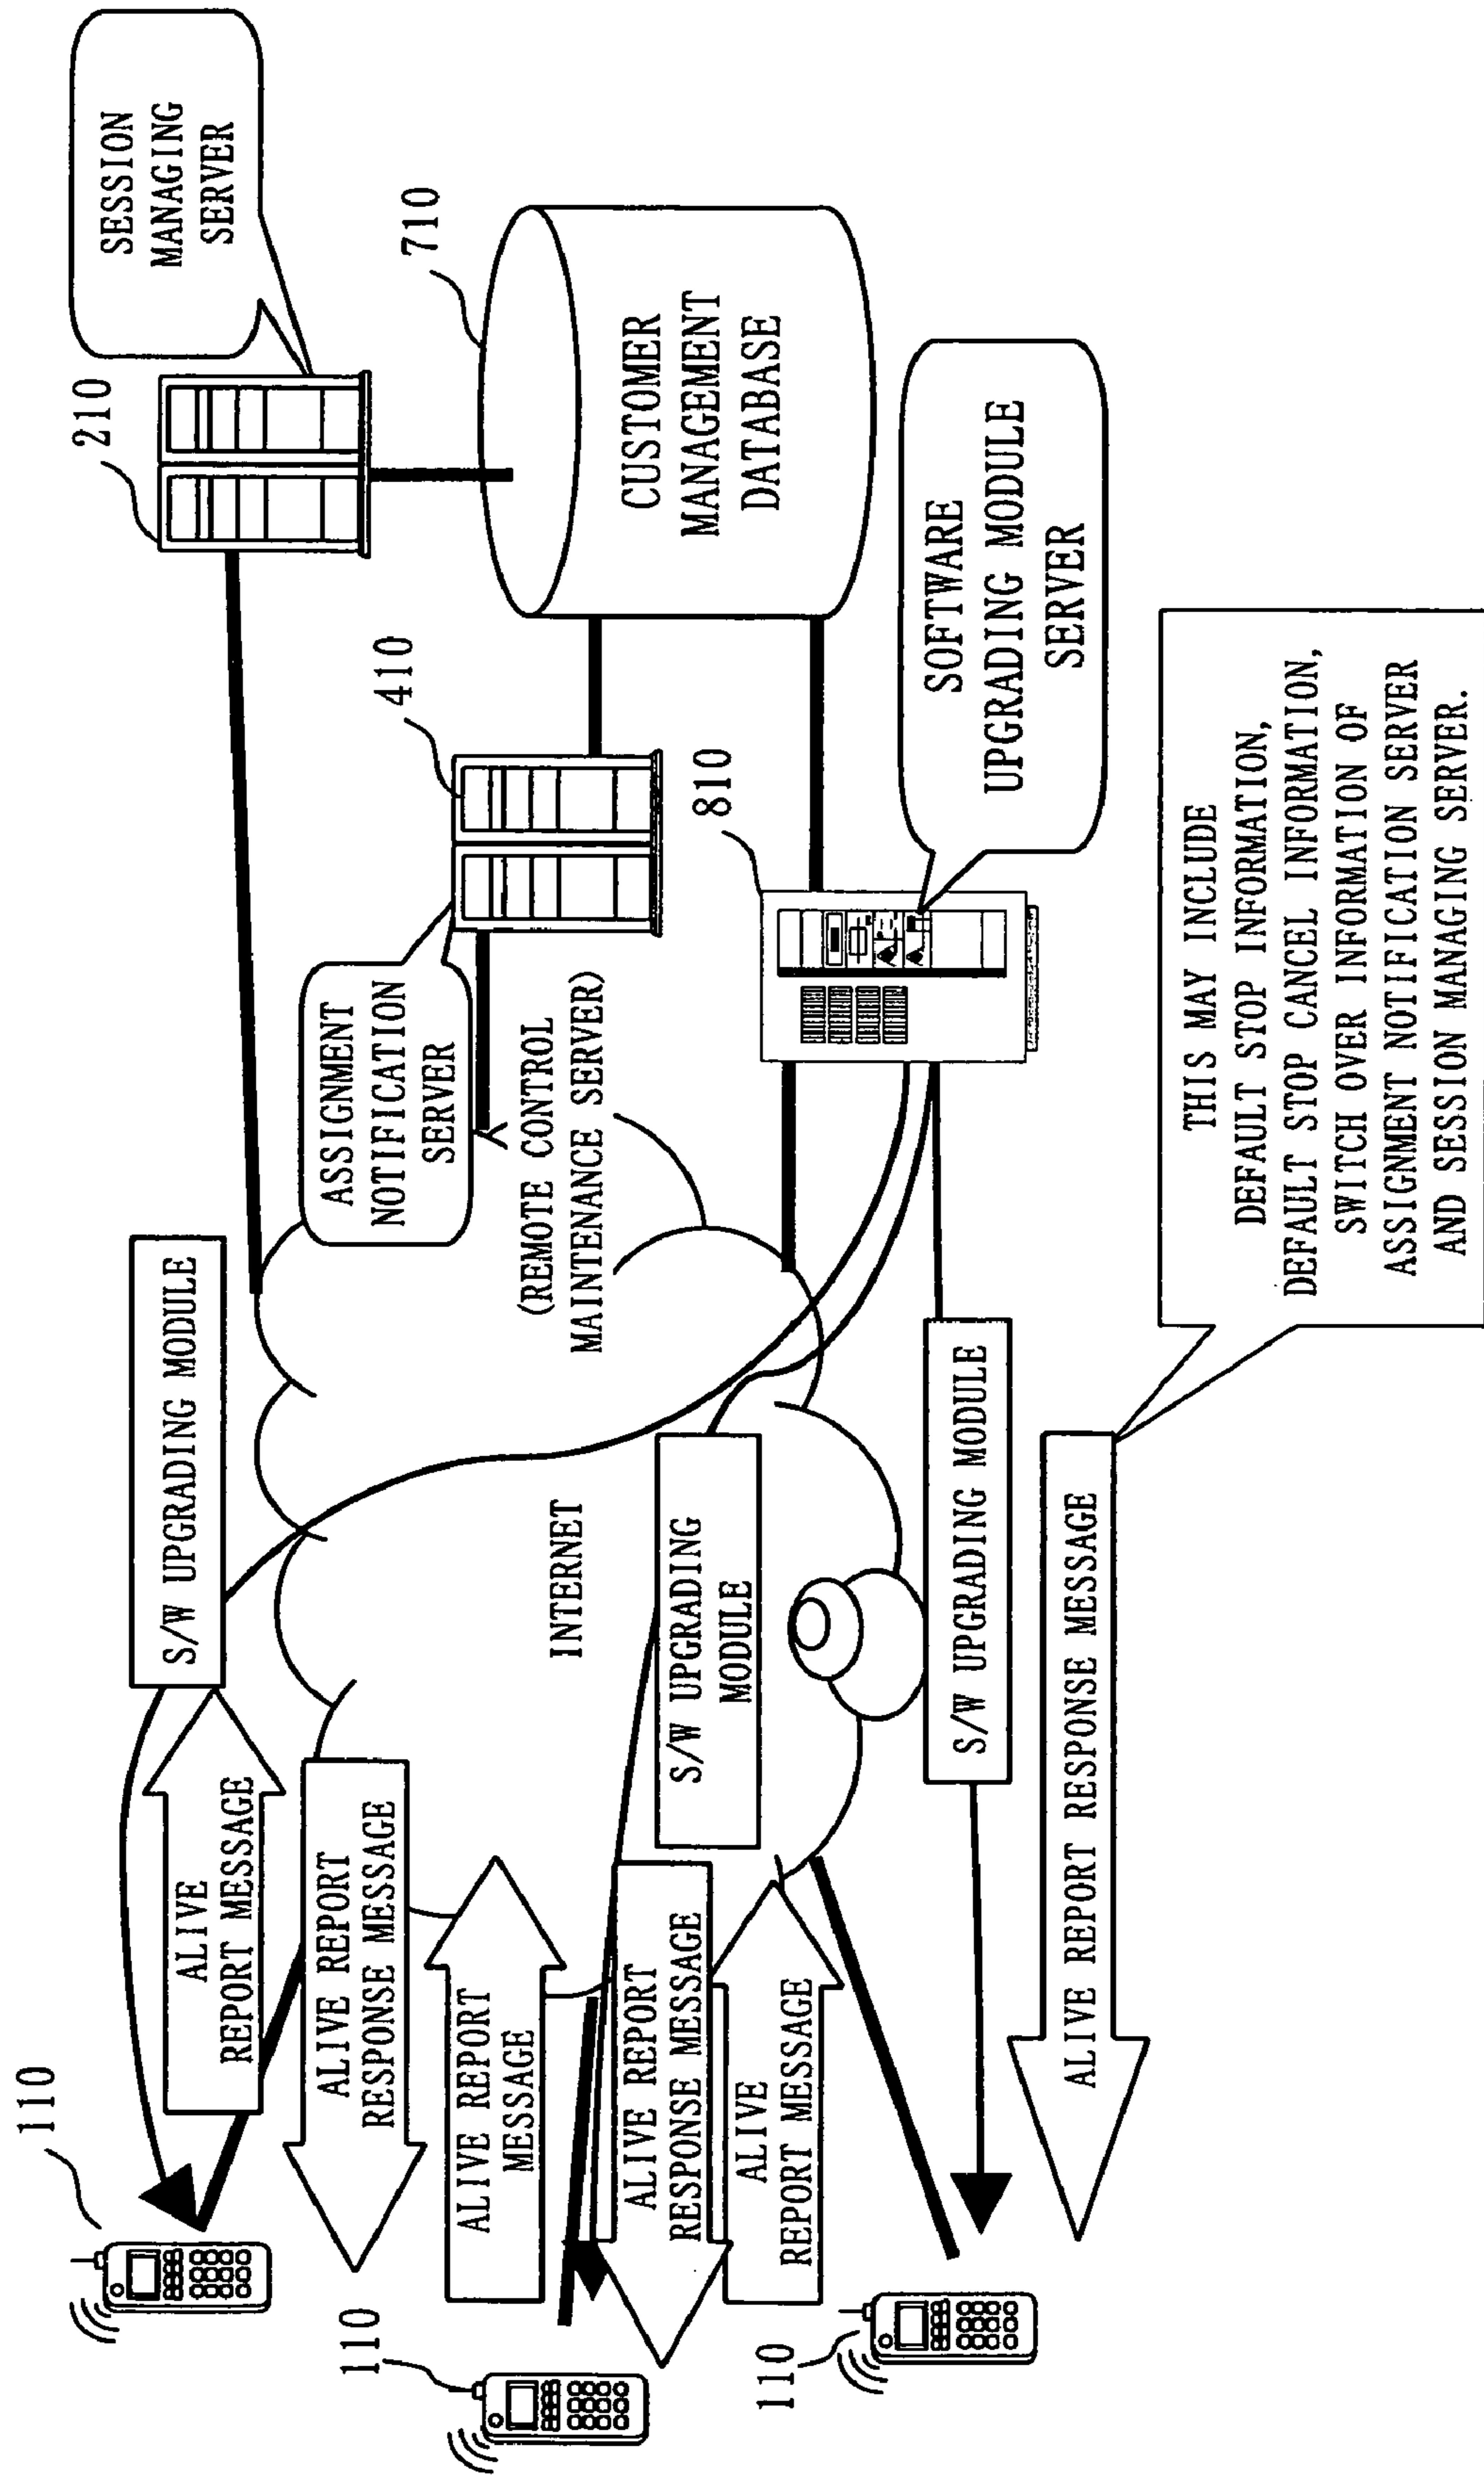 SESSION
MANAGING
SERVER
210
710
CUSTOMER
MANAGEMENT
DATABASE
410
ASSIGNMENT
NOTIFICATION
SERVER
(REMOTE CONTROL
MAINTENANCE SERVER)
810
SOFTWARE
UPGRADING MODULE
SERVER
S/W UPGRADING MODULE
INTERNET
S/W UPGRADING
MODULE
S/W UPGRADING MODULE
110
ALIVE
REPORT MESSAGE
ALIVE REPORT
RESPONSE MESSAGE
110
ALIVE REPORT
MESSAGE
ALIVE REPORT
RESPONSE MESSAGE
110
ALIVE
REPORT MESSAGE
ALIVE REPORT RESPONSE MESSAGE
THIS MAY INCLUDE
DEFAULT STOP INFORMATION,
DEFAULT STOP CANCEL INFORMATION,
SWITCH OVER INFORMATION OF
ASSIGNMENT NOTIFICATION SERVER
AND SESSION MANAGING SERVER.